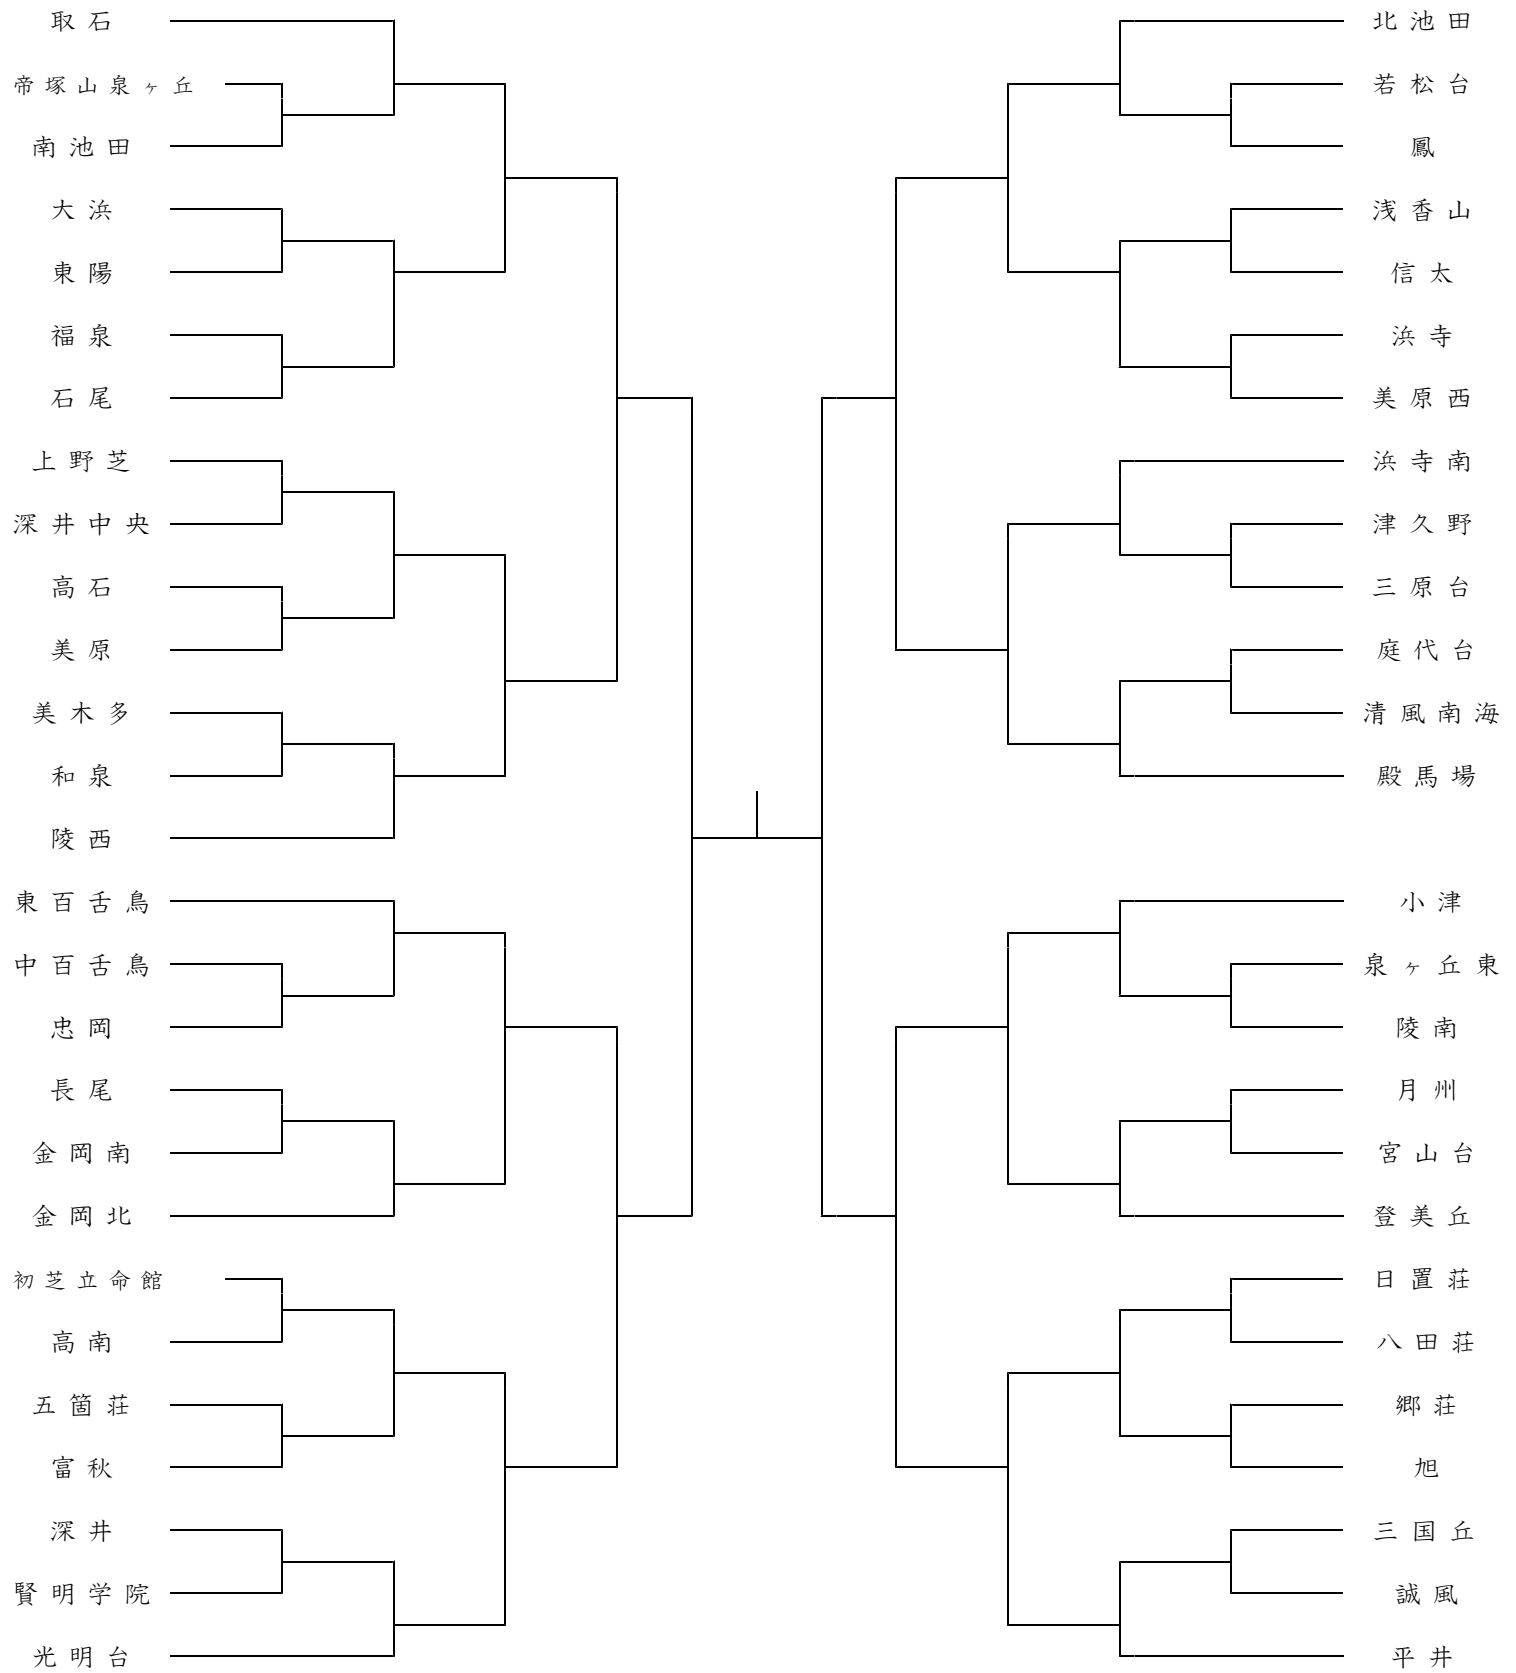 取石
帝塚山泉ヶ丘
南池田
大浜
東陽
福泉
石尾
上野芝
深井中央
高石
美原
美木多
和泉
陵西
東百舌鳥
中百舌鳥
忠岡
長尾
金岡南
金岡北
初芝立命館
高南
五箇荘
富秋
深井
賢明学院
光明台
北池田
若松台
鳳
浅香山
信太
浜寺
美原西
浜寺南
津久野
三原台
庭代台
清風南海
殿馬場
小津
泉ヶ丘東
陵南
月州
宮山台
登美丘
日置荘
八田荘
郷荘
旭
三国丘
誠風
平井